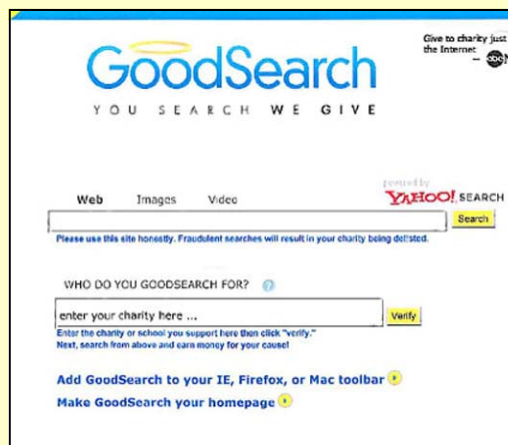 Give to charity just
the Internet
– abc
GoodSearch
YOU SEARCH WE GIVE
powered by
Web Images Video YAHOO! SEARCH
Search
Please use this site honestly. Fraudulent searches will result in your charity being delisted.
WHO DO YOU GOODSEARCH FOR? ?
enter your charity here ... Verify
Enter the charity or school you support here then click "verify."
Next, search from above and earn money for your cause!
Add GoodSearch to your IE, Firefox, or Mac toolbar
Make GoodSearch your homepage